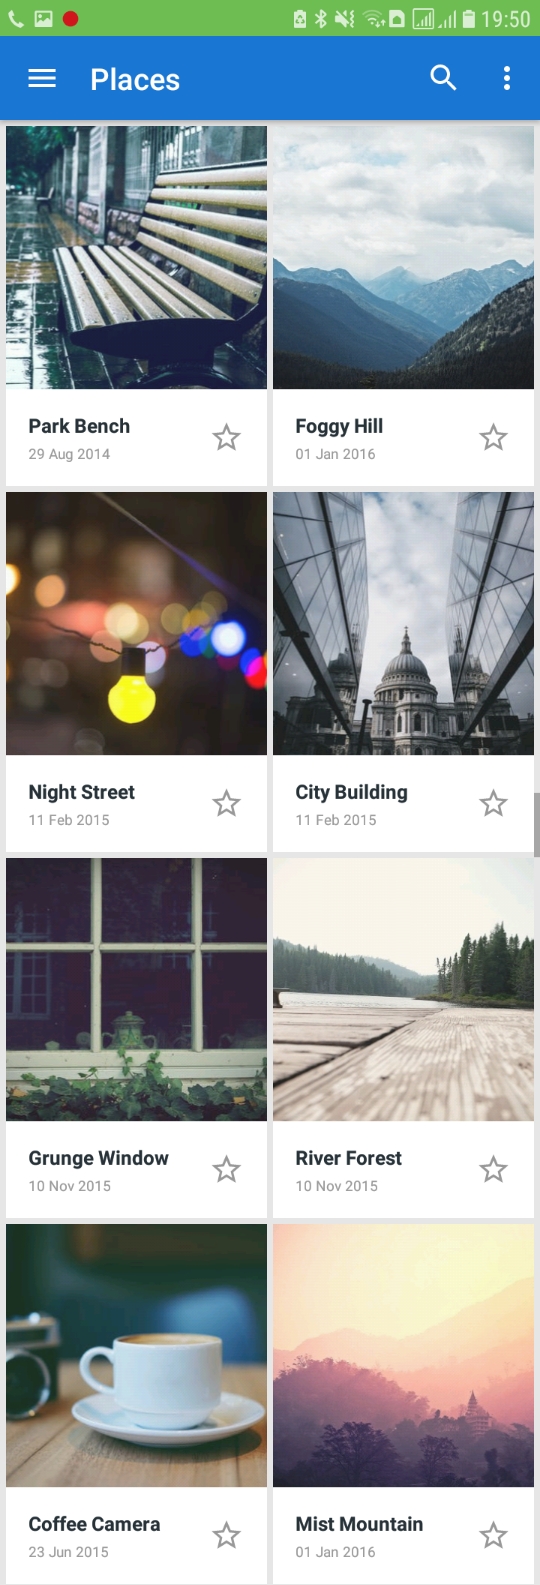 19:50
Places
Park Bench
29 Aug 2014
Foggy Hill
01 Jan 2016
Night Street
11 Feb 2015
City Building
11 Feb 2015
Grunge Window
10 Nov 2015
River Forest
10 Nov 2015
Coffee Camera
23 Jun 2015
Mist Mountain
01 Jan 2016